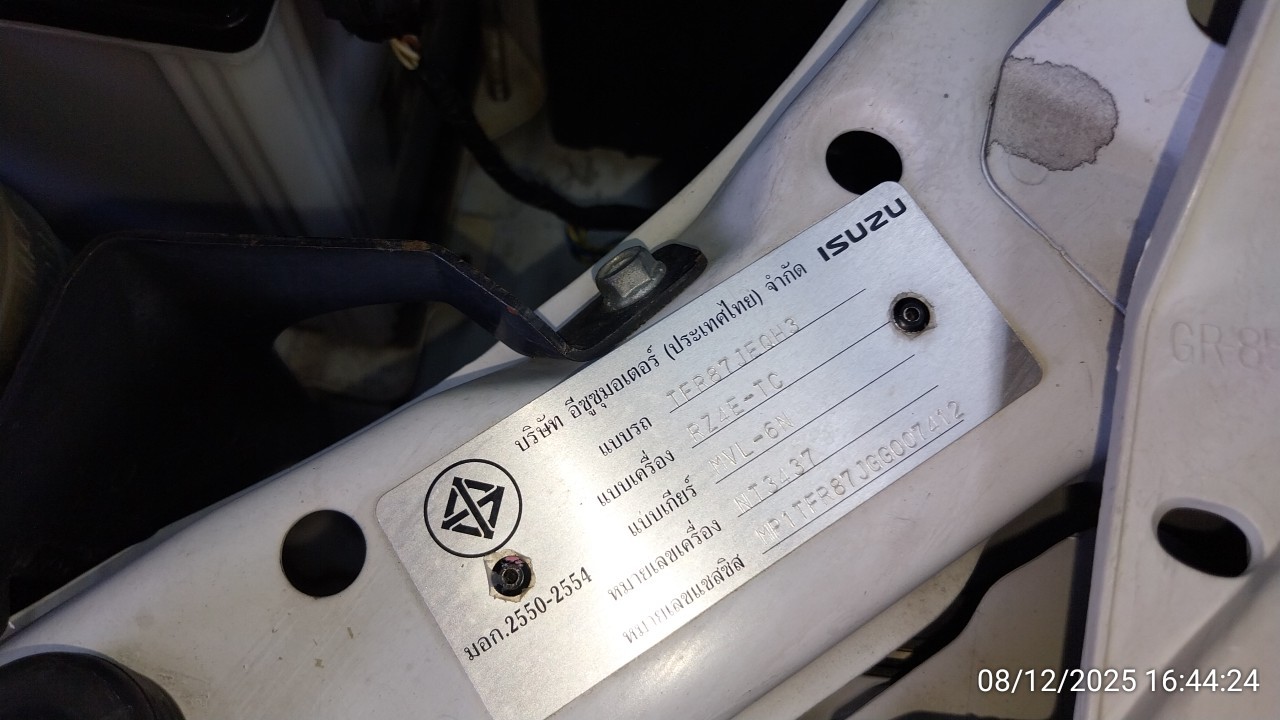 บริษัท อีซูซุมอเตอร์ (ประเทศไทย) จำกัด ISUZU
แบบรถ TFR87JEQH3
แบบเครื่อง RZ4E-TC
แบบเกียร์ MVL-6N
หมายเลขเครื่อง NT3437
หมายเลขแชสซิส MP1TFR87JGG007412
มอก.2550-2554
08/12/2025 16:44:24